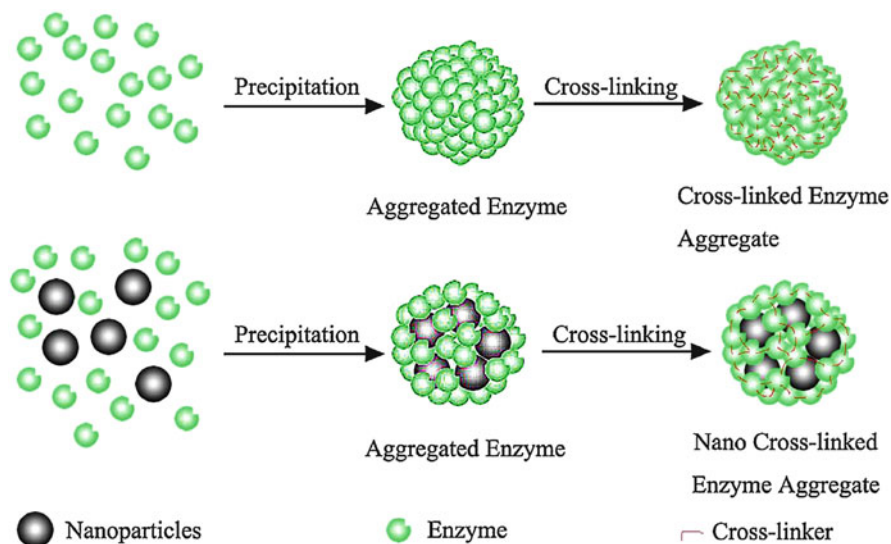 Precipitation
Cross-linking
Aggregated Enzyme
Cross-linked Enzyme
Aggregate
Precipitation
Cross-linking
Aggregated Enzyme
Nano Cross-linked
Enzyme Aggregate
Nanoparticles
Enzyme
Cross-linker